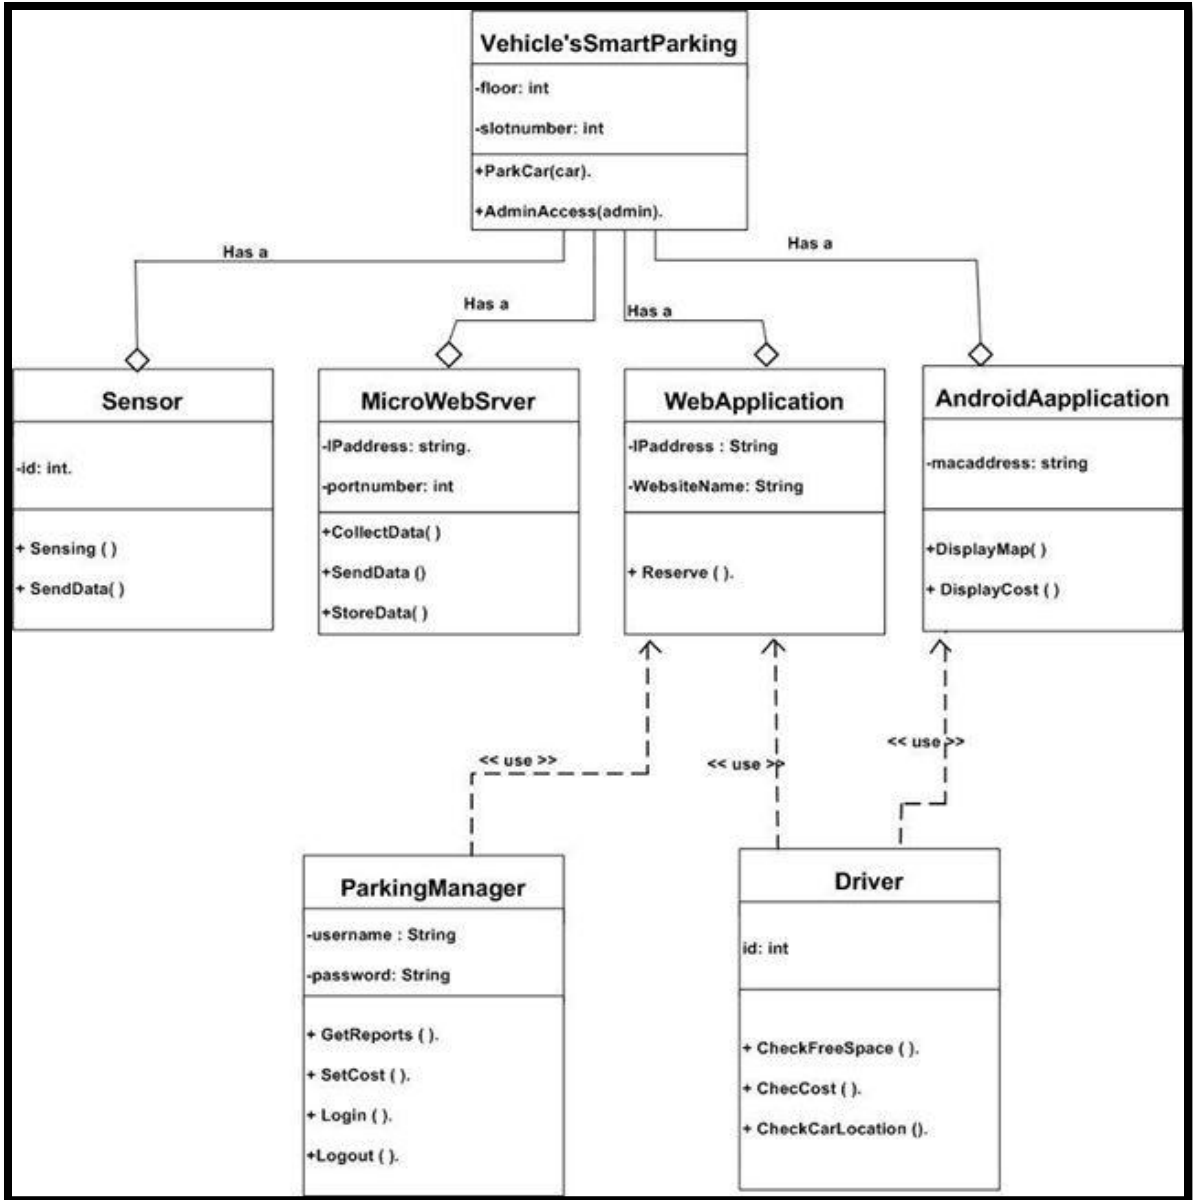 Vehicle'sSmartParking
-floor: int
-slotnumber: int
+ParkCar(car).
+AdminAccess(admin).
Has a
Has a
Has a
Has a
Sensor
-id: int.
+ Sensing ( )
+ SendData( )
MicroWebSrver
-IPaddress: string.
-portnumber: int
+CollectData( )
+SendData ()
+StoreData( )
WebApplication
-IPaddress : String
-WebsiteName: String
+ Reserve ( ).
AndroidAapplication
-macaddress: string
+DisplayMap( )
+ DisplayCost ( )
<< use >>
<< use >>
<< use >>
ParkingManager
-username : String
-password: String
+ GetReports ( ).
+ SetCost ( ).
+ Login ( ).
+Logout ( ).
Driver
id: int
+ CheckFreeSpace ( ).
+ ChecCost ( ).
+ CheckCarLocation ().